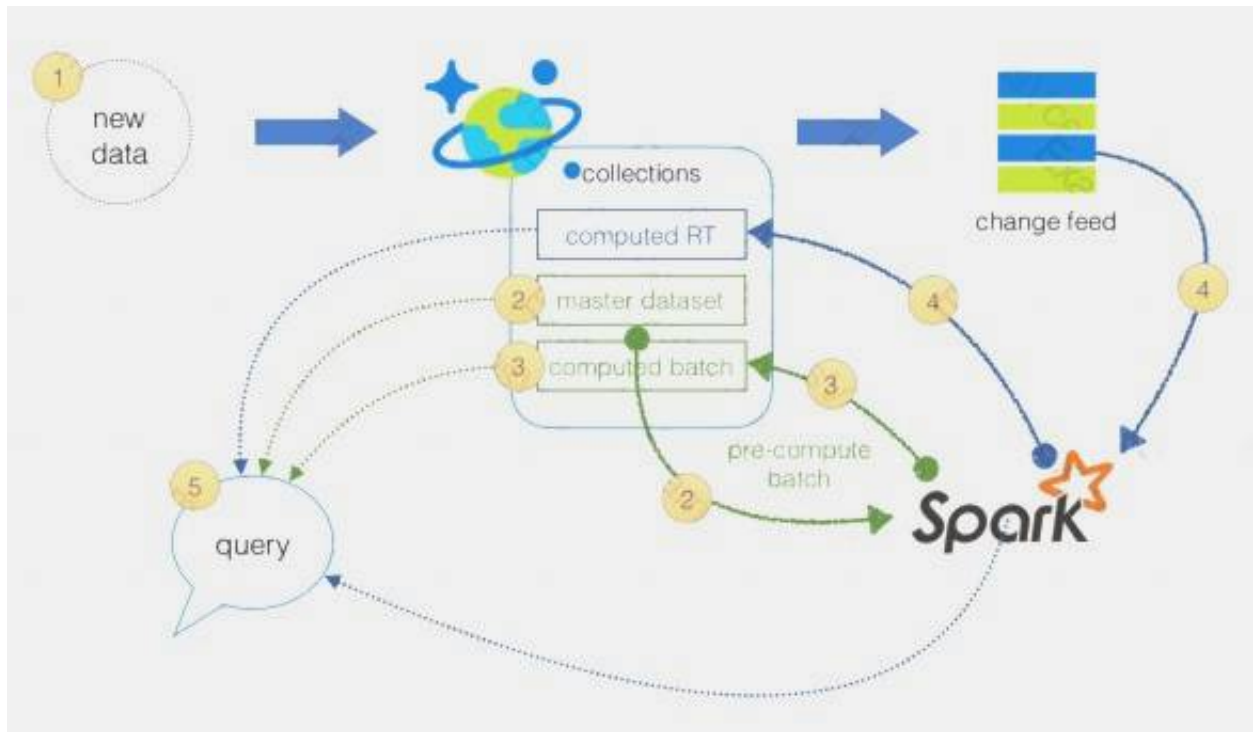 1
new
data
collections
computed RT
2
master dataset
3
computed batch
change feed
4
4
3
pre-compute
batch
2
Spark
5
query